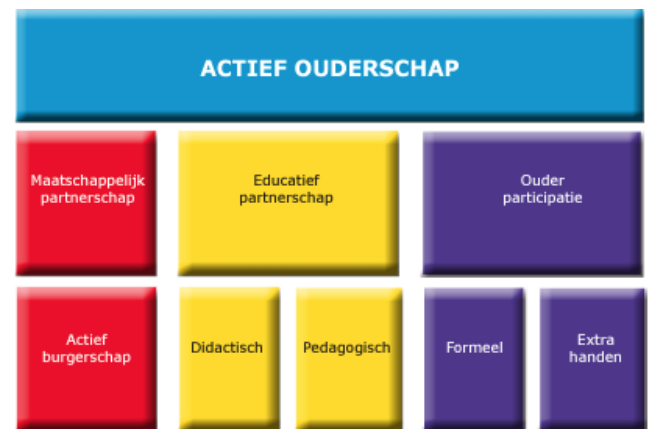 ACTIEF OUDERSCHAP
Maatschappelijk
partnerschap
Educatief
partnerschap
Ouder
participatie
Actief
burgerschap
Didactisch
Pedagogisch
Formeel
Extra
handen